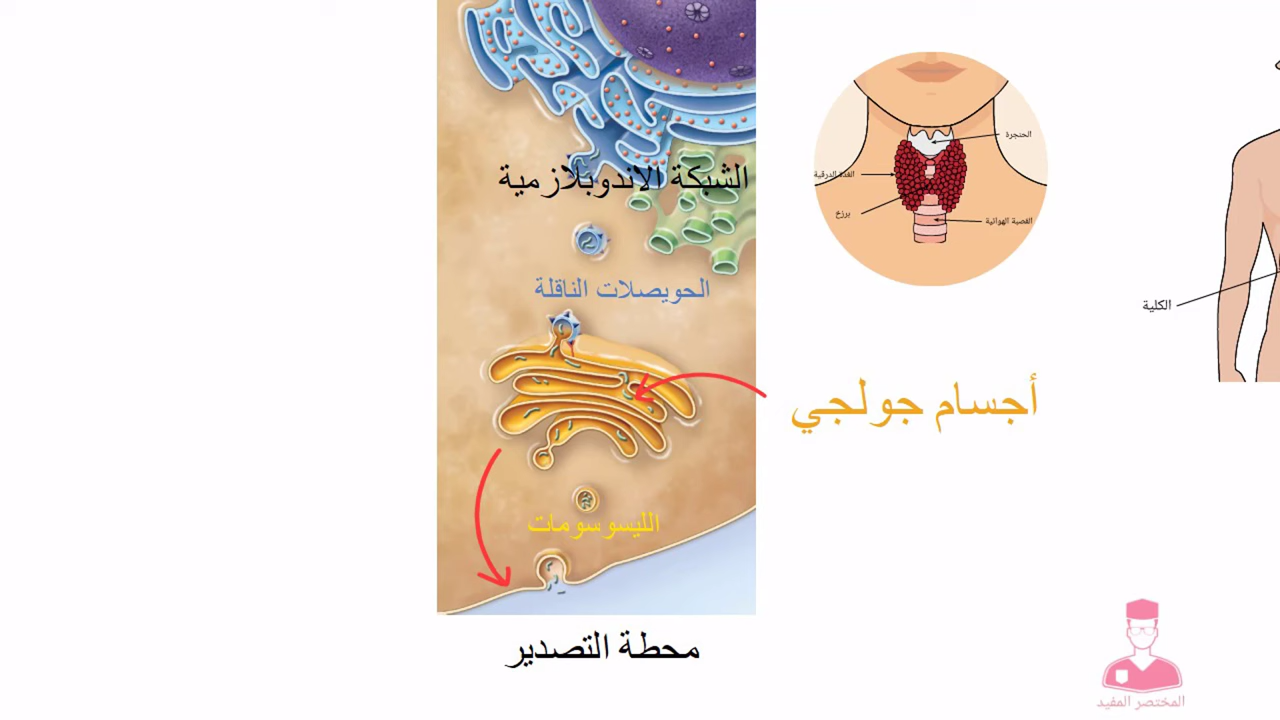 الشبكة الاندوبلازمية
الحويصلات الناقلة
الليسوسومات
محطة التصدير
أجسام جولجي
الحنجرة
الغدة الدرقية
برزخ
القصبة الهوائية
الكلية
المختصر المفيد